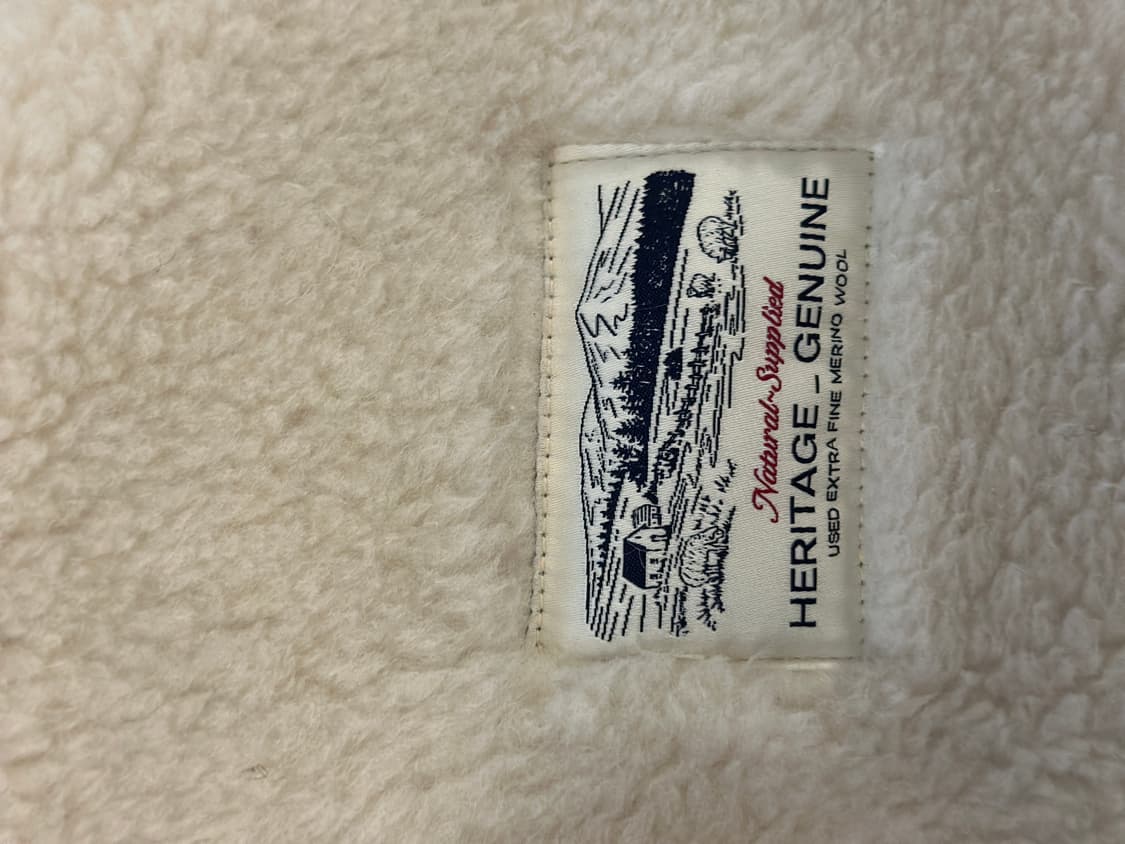 Natural~Supplied
HERITAGE _ GENUINE
USED EXTRA FINE MERINO WOOL